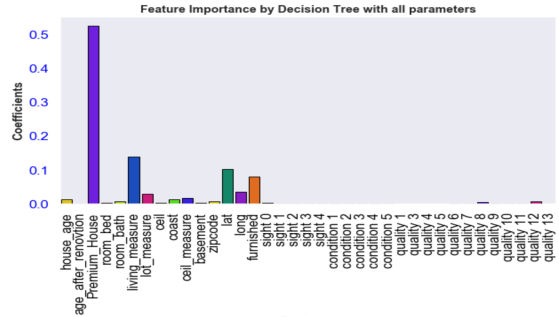 Feature Importance by Decision Tree with all parameters
Coefficients
0.5
0.4
0.3
0.2
0.1
0.0
house_age
age_after_renovtion
Premium_House
room_bed
room_bath
living_measure
lot_measure
ceil
coast
ceil_measure
basement
zipcode
lat
long
furnished
sight 0
sight 1
sight 2
sight 3
sight 4
condition 1
condition 2
condition 3
condition 4
condition 5
quality 1
quality 3
quality 4
quality 5
quality 6
quality 7
quality 8
quality 9
quality 10
quality 11
quality 12
quality 13